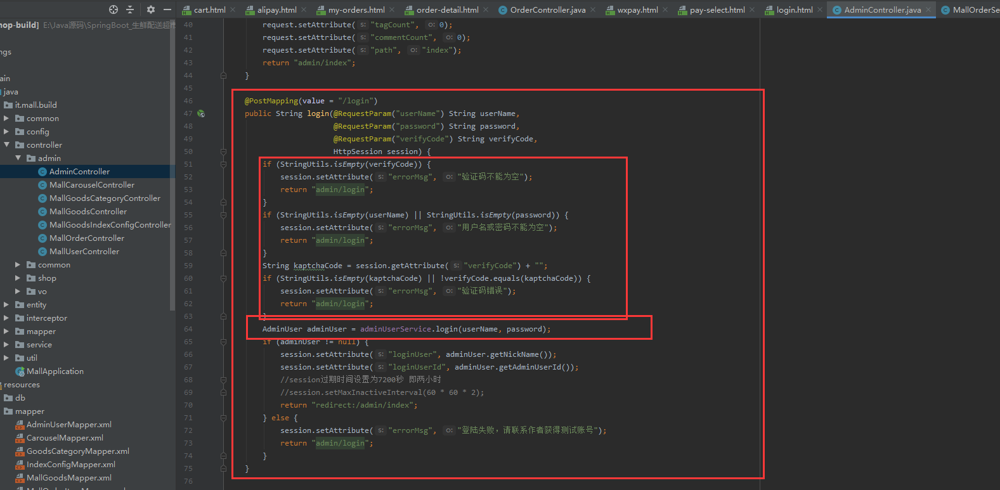 cart.html
alipay.html
my-orders.html
order-detail.html
OrderController.java
wxpay.html
pay-select.html
login.html
AdminController.java
MallOrderSe
hop-build] E:\Java源码\SpringBoot_生鲜配送超市
ngs
ain
java
it.mall.build
common
config
controller
admin
AdminController
MallCarouselController
MallGoodsCategoryController
MallGoodsController
MallGoodsIndexConfigController
MallOrderController
MallUserController
common
shop
vo
entity
interceptor
mapper
service
util
MallApplication
resources
db
mapper
AdminUserMapper.xml
CarouselMapper.xml
GoodsCategoryMapper.xml
IndexConfigMapper.xml
MallGoodsMapper.xml
40 request.setAttribute( s: "tagCount", o: 0);
41 request.setAttribute( s: "commentCount", o: 0);
42 request.setAttribute( s: "path", o: "index");
43 return "admin/index";
44 }
45
46 @PostMapping(value = "/login")
47 public String login(@RequestParam("userName") String userName,
48 @RequestParam("password") String password,
49 @RequestParam("verifyCode") String verifyCode,
50 HttpSession session) {
51 if (StringUtils.isEmpty(verifyCode)) {
52 session.setAttribute( s: "errorMsg", o: "验证码不能为空");
53 return "admin/login";
54 }
55 if (StringUtils.isEmpty(userName) || StringUtils.isEmpty(password)) {
56 session.setAttribute( s: "errorMsg", o: "用户名或密码不能为空");
57 return "admin/login";
58 }
59 String kaptchaCode = session.getAttribute( s: "verifyCode") + "";
60 if (StringUtils.isEmpty(kaptchaCode) || !verifyCode.equals(kaptchaCode)) {
61 session.setAttribute( s: "errorMsg", o: "验证码错误");
62 return "admin/login";
63 }
64 AdminUser adminUser = adminUserService.login(userName, password);
65 if (adminUser != null) {
66 session.setAttribute( s: "loginUser", adminUser.getNickName());
67 session.setAttribute( s: "loginUserId", adminUser.getAdminUserId());
68 //session过期时间设置为7200秒 即两小时
69 //session.setMaxInactiveInterval(60 * 60 * 2);
70 return "redirect:/admin/index";
71 } else {
72 session.setAttribute( s: "errorMsg", o: "登陆失败，请联系作者获得测试账号");
73 return "admin/login";
74 }
75 }
76